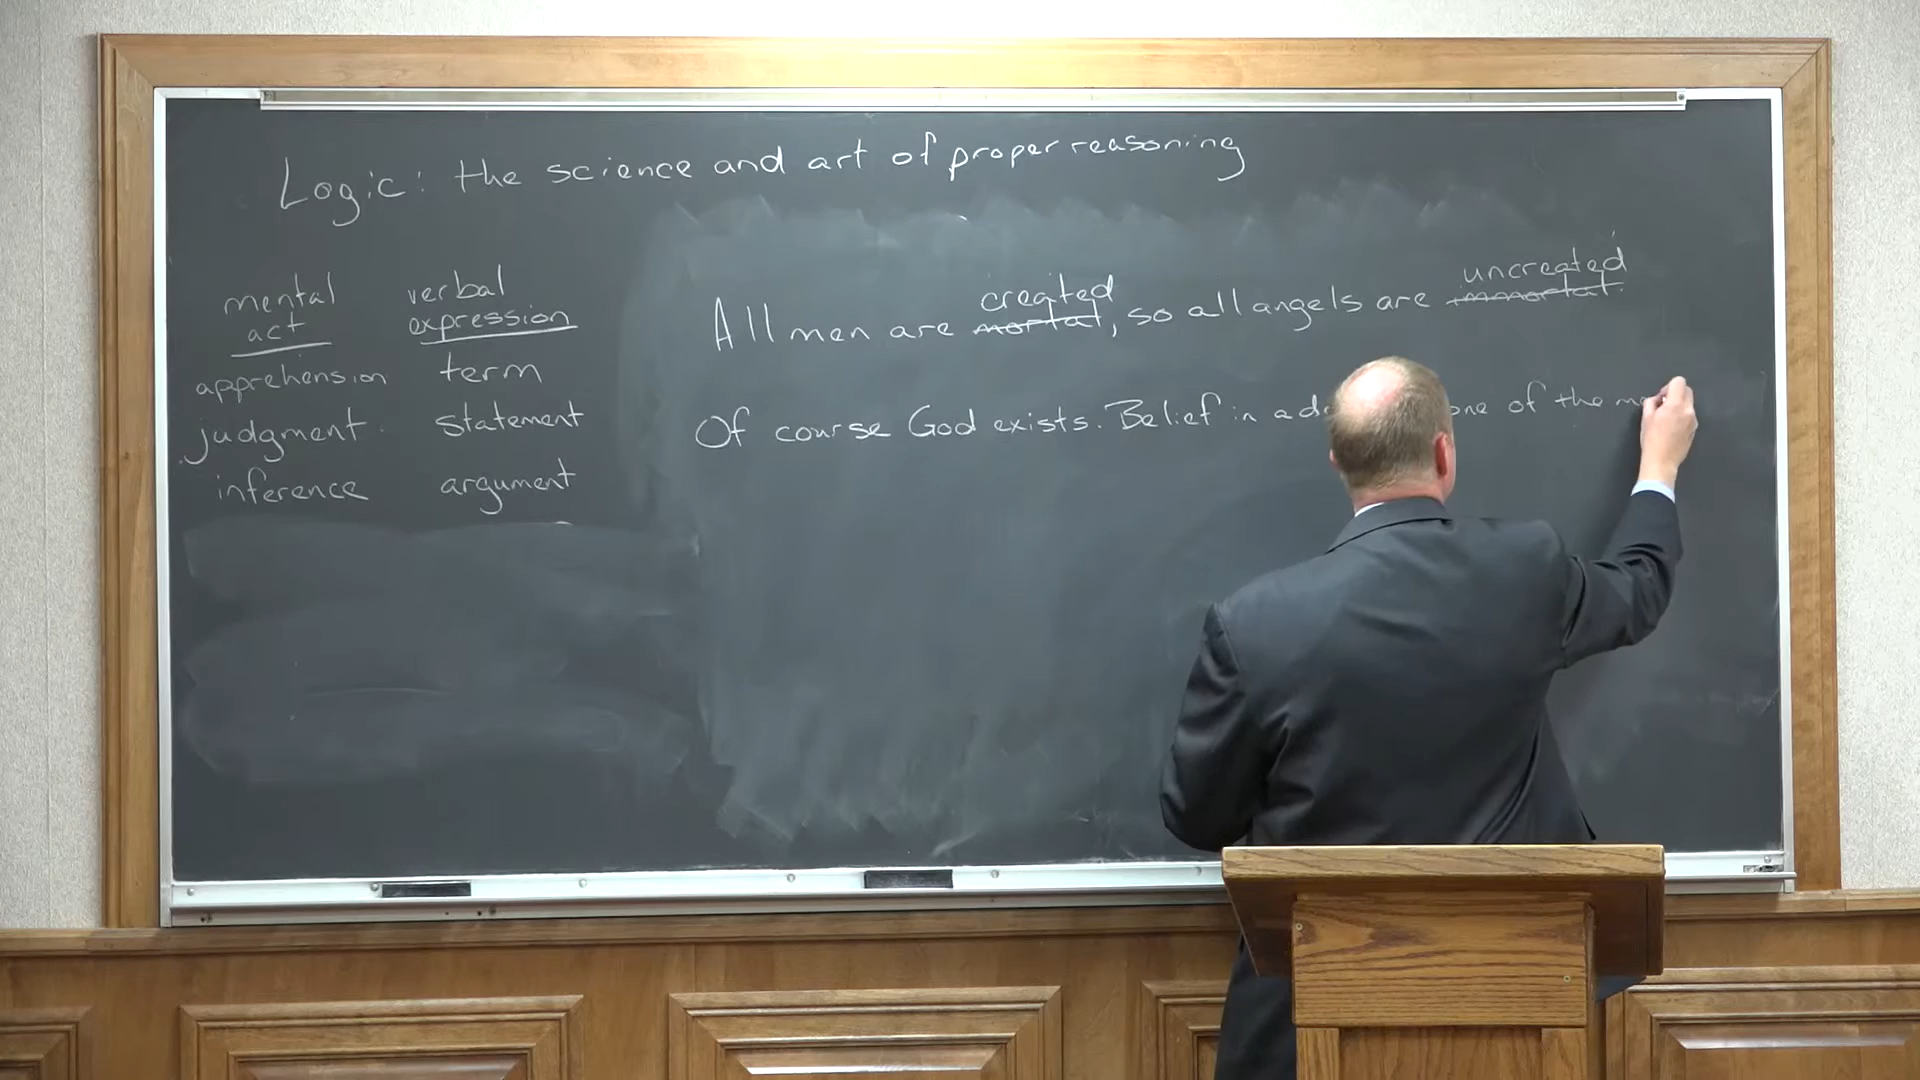 Logic: the science and art of proper reasoning
mental act
verbal expression
apprehension term
judgment statement
inference argument
created uncreated
All men are mortal, so all angels are immortal.
Of course God exists. Belief in a one of the